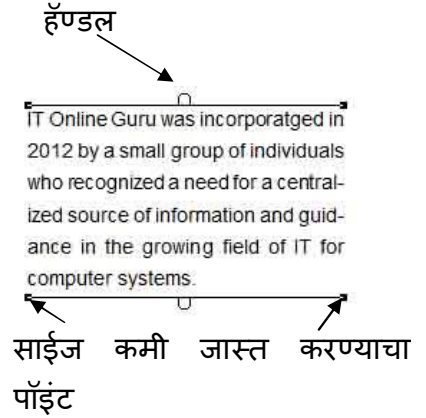 हॅण्डल
IT Online Guru was incorporatged in
2012 by a small group of individuals
who recognized a need for a central-
ized source of information and guid-
ance in the growing field of IT for
computer systems.
साईज कमी जास्त करण्याचा
पॉइंट